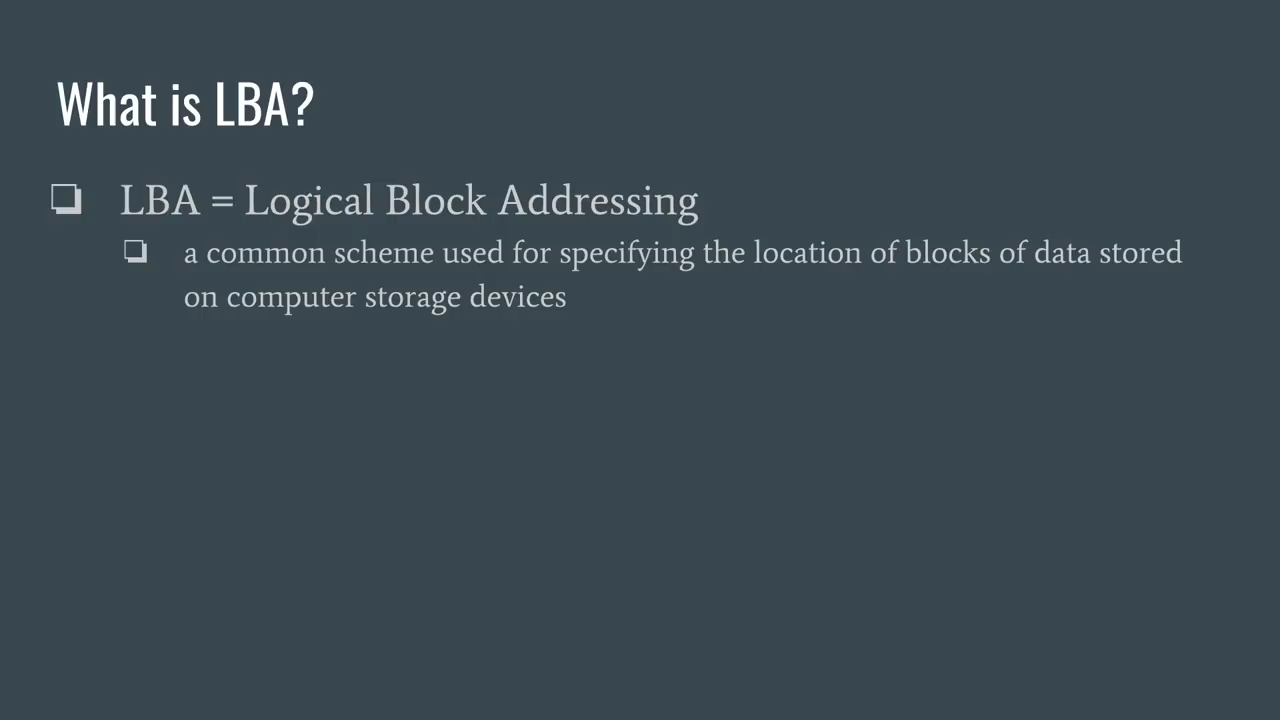 What is LBA?
❏ LBA = Logical Block Addressing
❏ a common scheme used for specifying the location of blocks of data stored
on computer storage devices